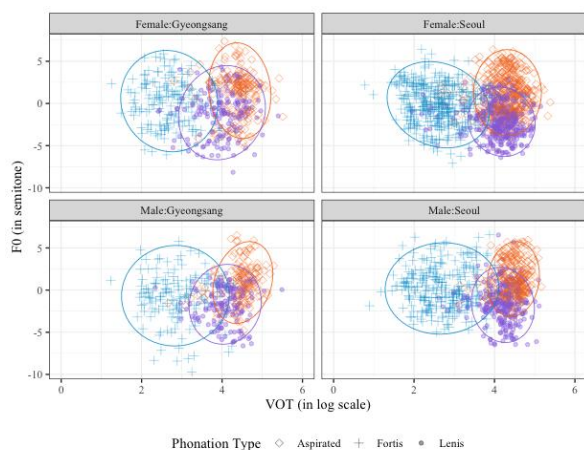 Female:Gyeongsang Female:Seoul
5
0
-5
-10
Male:Gyeongsang Male:Seoul
5
0
-5
-10
0 2 4 6 0 2 4 6
F0 (in semitone)
VOT (in log scale)
Phonation Type Aspirated Fortis Lenis